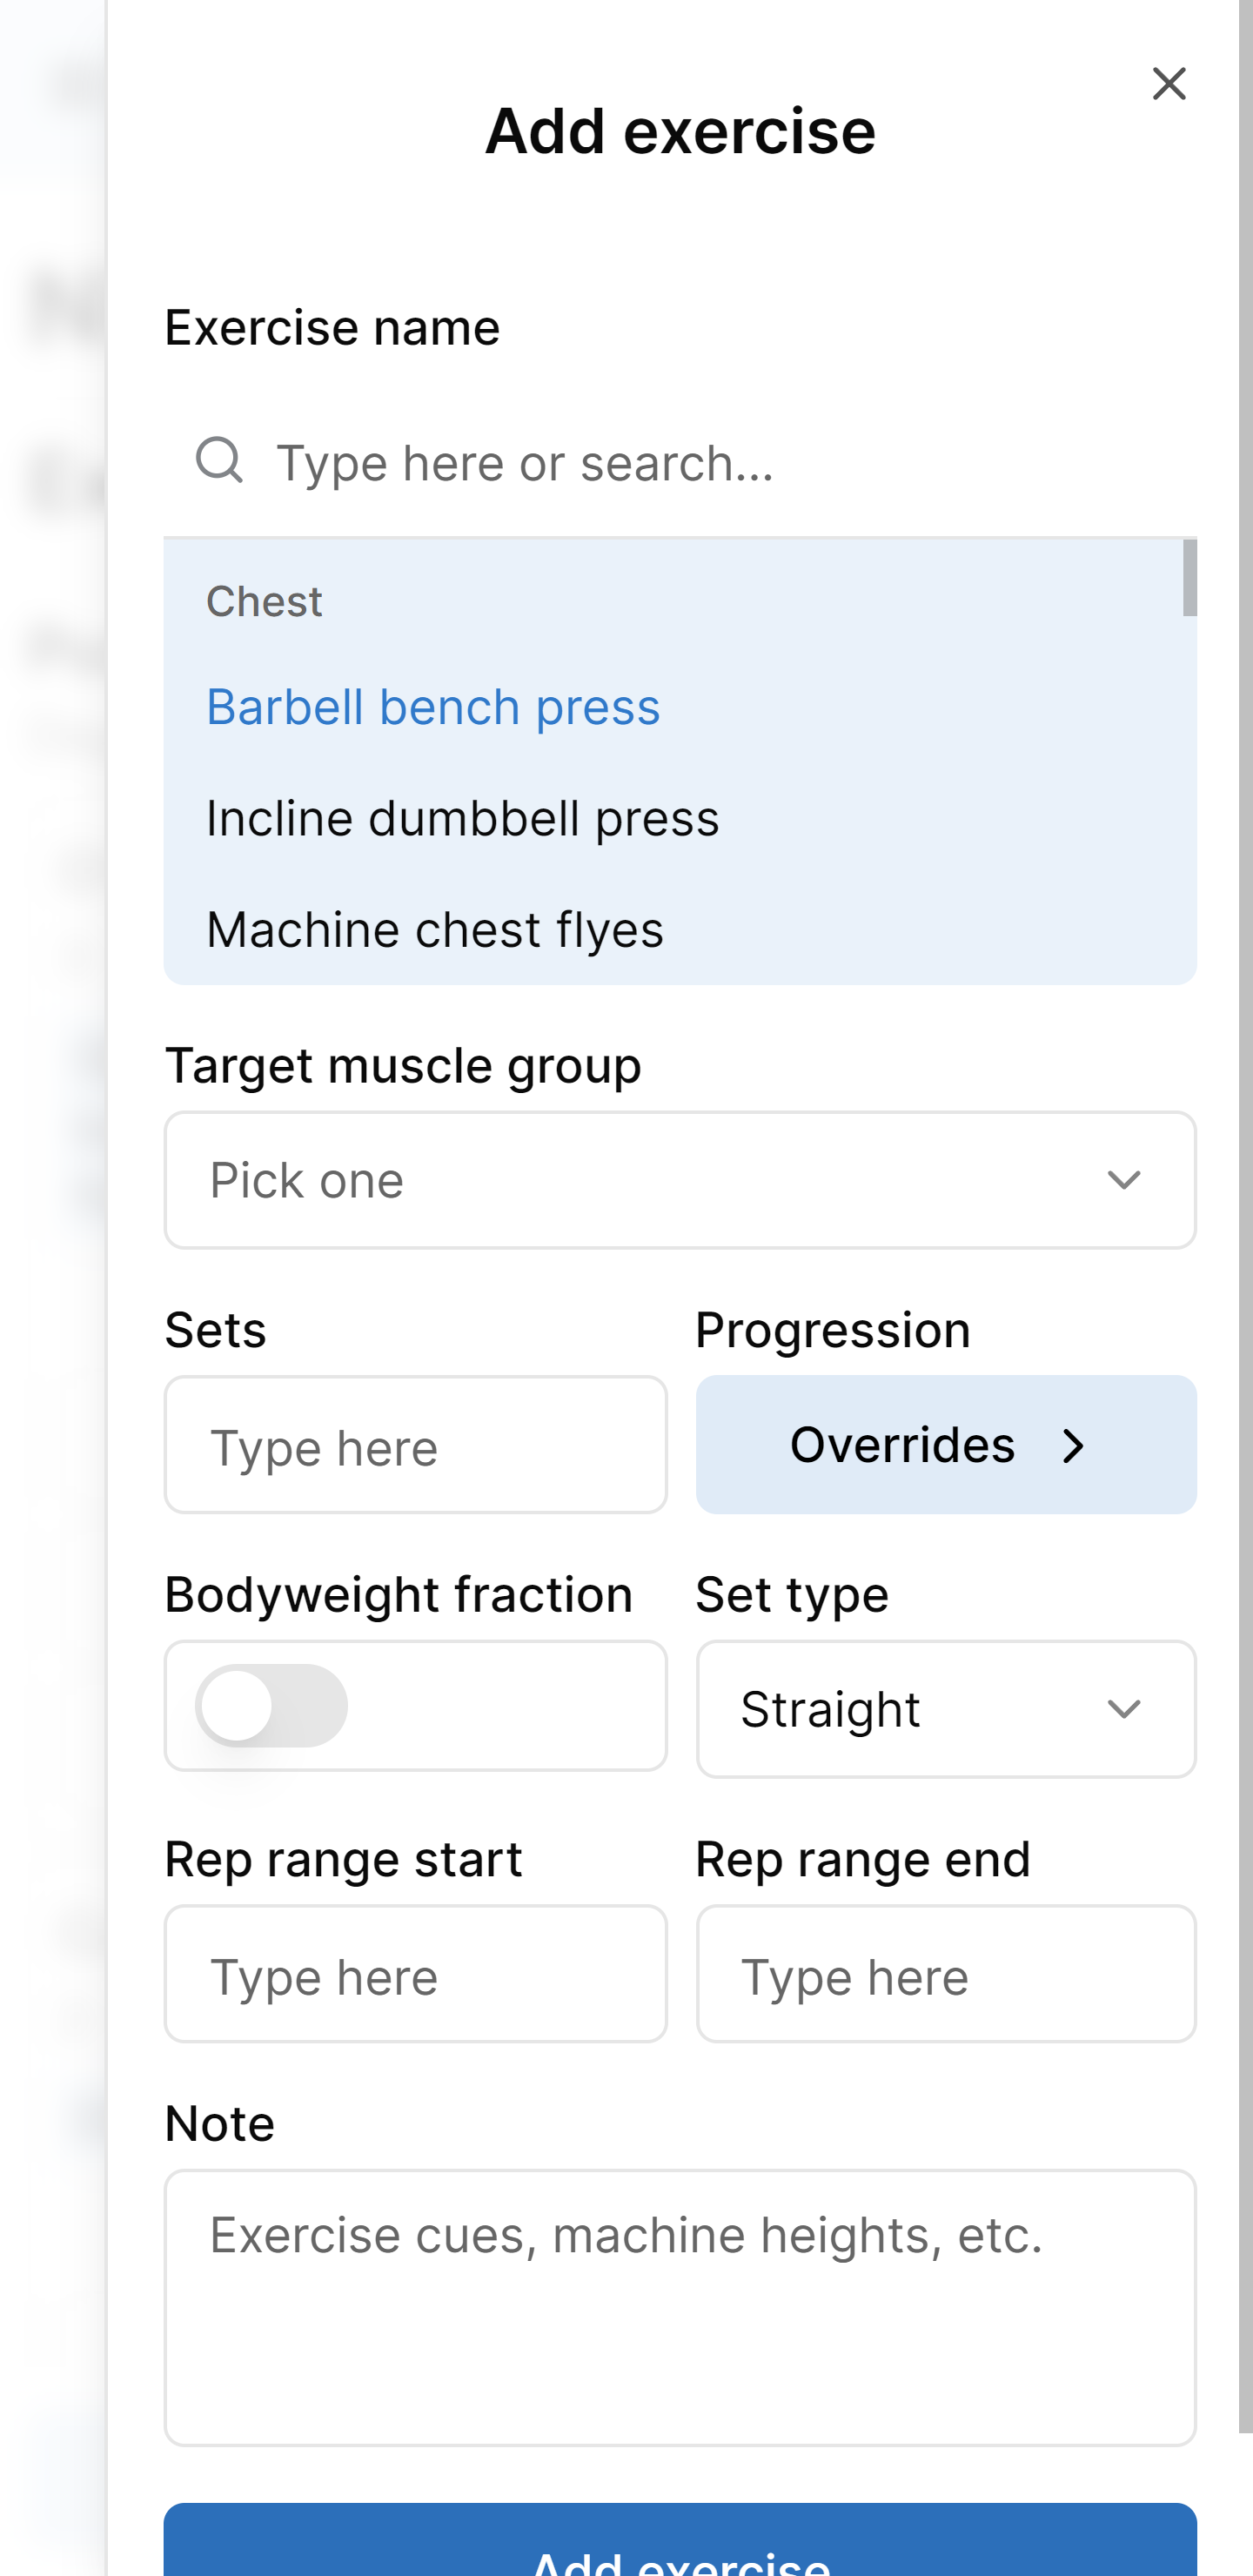 Add exercise
Exercise name
Type here or search...
Chest
Barbell bench press
Incline dumbbell press
Machine chest flyes
Target muscle group
Pick one
Sets
Progression
Type here
Overrides
Bodyweight fraction
Set type
Straight
Rep range start
Rep range end
Type here
Type here
Note
Exercise cues, machine heights, etc.
Add exercise